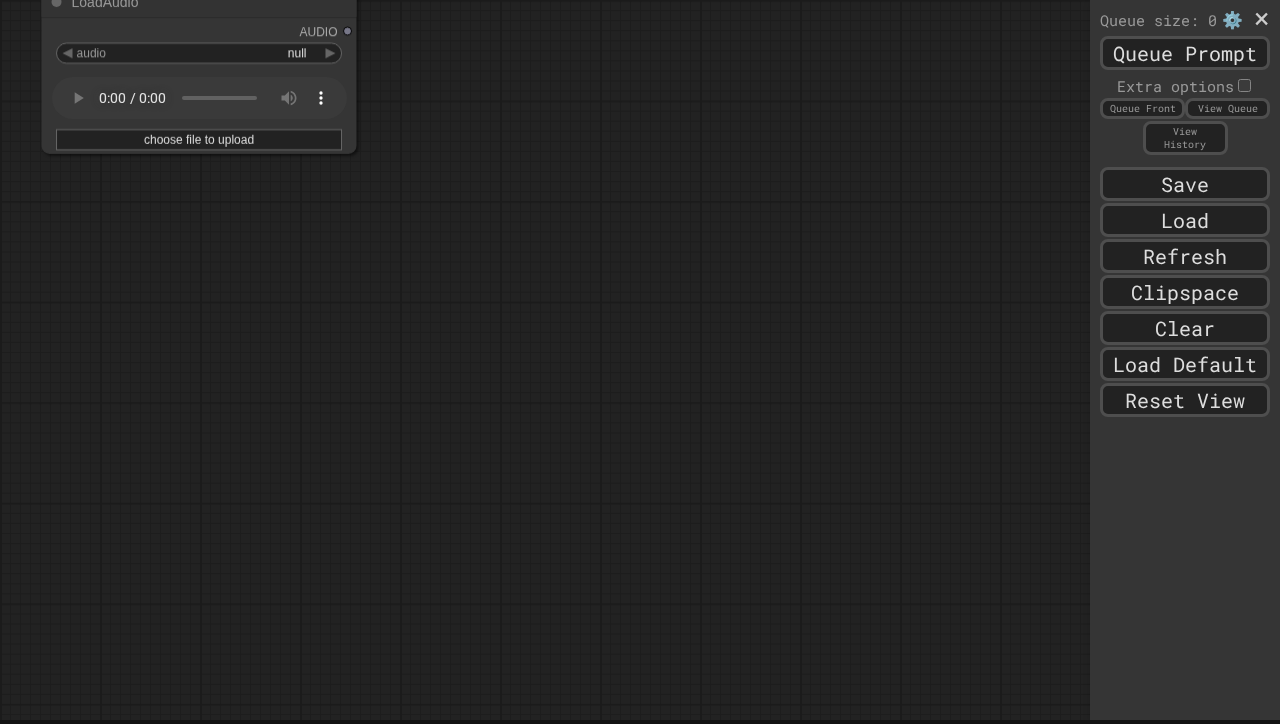 LoadAudio
AUDIO
audio null
0:00 / 0:00
choose file to upload
Queue size: 0
Queue Prompt
Extra options
Queue Front View Queue
View
History
Save
Load
Refresh
Clipspace
Clear
Load Default
Reset View